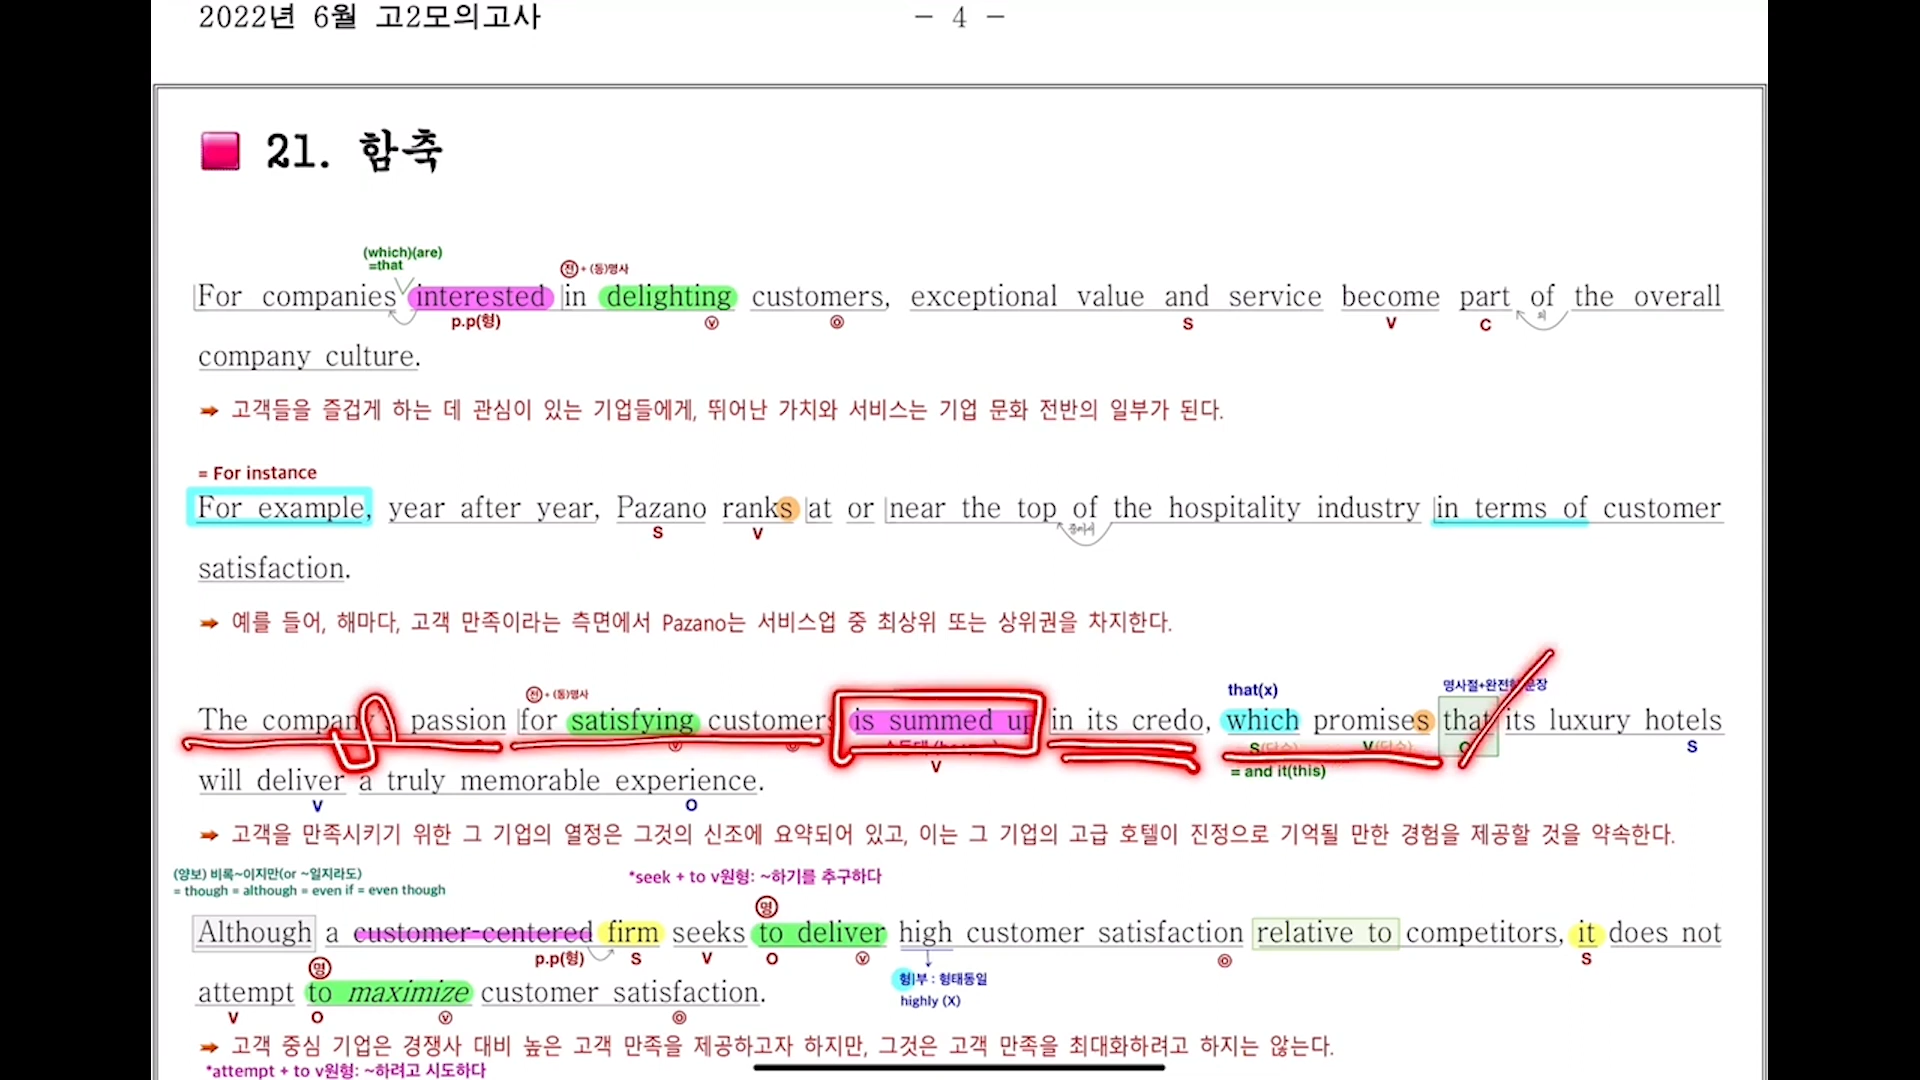 2022년 6월 고2모의고사 - 4 -
21. 함축
(which)(are)
=that
전 + (동)명사
For companies interested in delighting customers, exceptional value and service become part of the overall
p.p(형) ⓥ ⓞ S V C 의
company culture.
➡ 고객들을 즐겁게 하는 데 관심이 있는 기업들에게, 뛰어난 가치와 서비스는 기업 문화 전반의 일부가 된다.
= For instance
For example, year after year, Pazano ranks at or near the top of the hospitality industry in terms of customer
S V 중에서
satisfaction.
➡ 예를 들어, 해마다, 고객 만족이라는 측면에서 Pazano는 서비스업 중 최상위 또는 상위권을 차지한다.
전 + (동)명사 that(x) 명사절+완전한 문장
The company passion for satisfying customers is summed up in its credo, which promises that its luxury hotels
ⓥ ⓞ V S(단수) V(단수) O S
= and it(this)
will deliver a truly memorable experience.
V O
➡ 고객을 만족시키기 위한 그 기업의 열정은 그것의 신조에 요약되어 있고, 이는 그 기업의 고급 호텔이 진정으로 기억될 만한 경험을 제공할 것을 약속한다.
(양보) 비록~이지만(or ~일지라도)
= though = although = even if = even though
*seek + to v원형: ~하기를 추구하다
명
Although a customer-centered firm seeks to deliver high customer satisfaction relative to competitors, it does not
p.p(형) S V O ⓥ ⓞ S
명
형|부 : 형태동일
highly (X)
attempt to maximize customer satisfaction.
V O ⓥ ⓞ
➡ 고객 중심 기업은 경쟁사 대비 높은 고객 만족을 제공하고자 하지만, 그것은 고객 만족을 최대화하려고 하지는 않는다.
*attempt + to v원형: ~하려고 시도하다